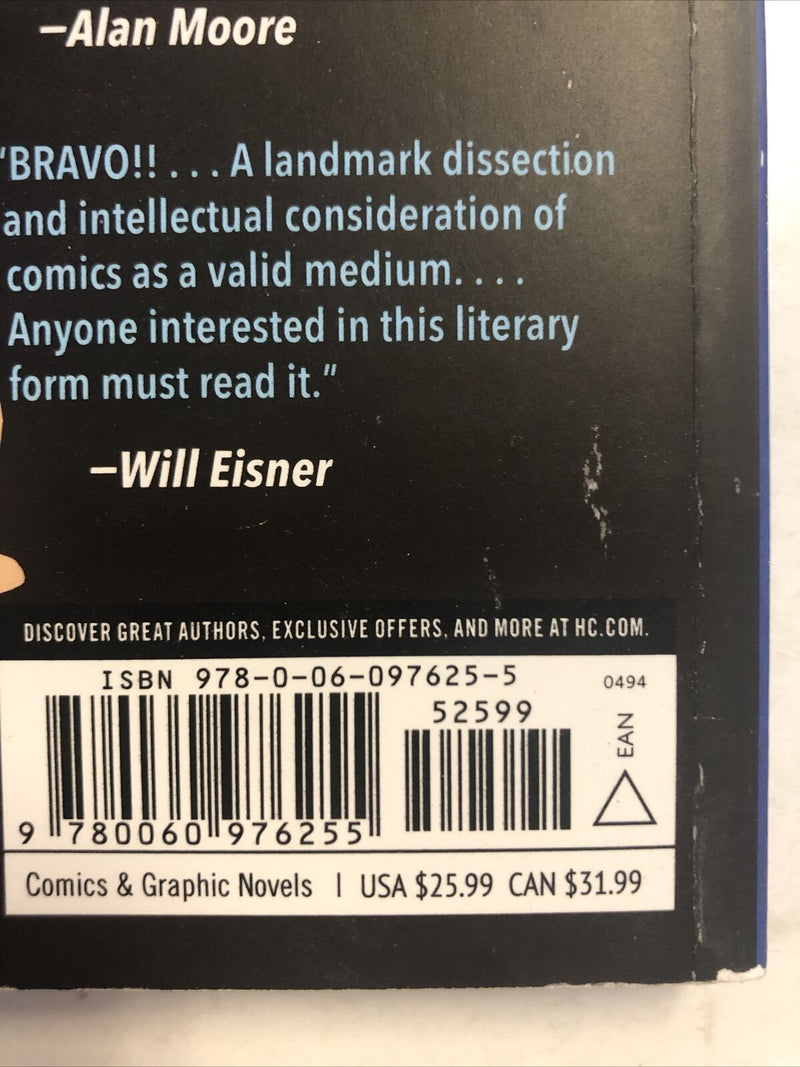 –Alan Moore
"BRAVO!! . . . A landmark dissection
and intellectual consideration of
comics as a valid medium. . . .
Anyone interested in this literary
form must read it."
–Will Eisner
DISCOVER GREAT AUTHORS, EXCLUSIVE OFFERS, AND MORE AT HC.COM.
ISBN 978-0-06-097625-5
0494
52599
EAN
9 780060 976255
Comics & Graphic Novels | USA $25.99 CAN $31.99